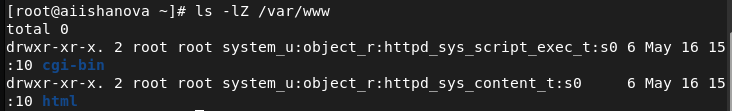 [root@aiishanova ~]# ls -lZ /var/www
total 0
drwxr-xr-x. 2 root root system_u:object_r:httpd_sys_script_exec_t:s0 6 May 16 15
:10 cgi-bin
drwxr-xr-x. 2 root root system_u:object_r:httpd_sys_content_t:s0     6 May 16 15
:10 html